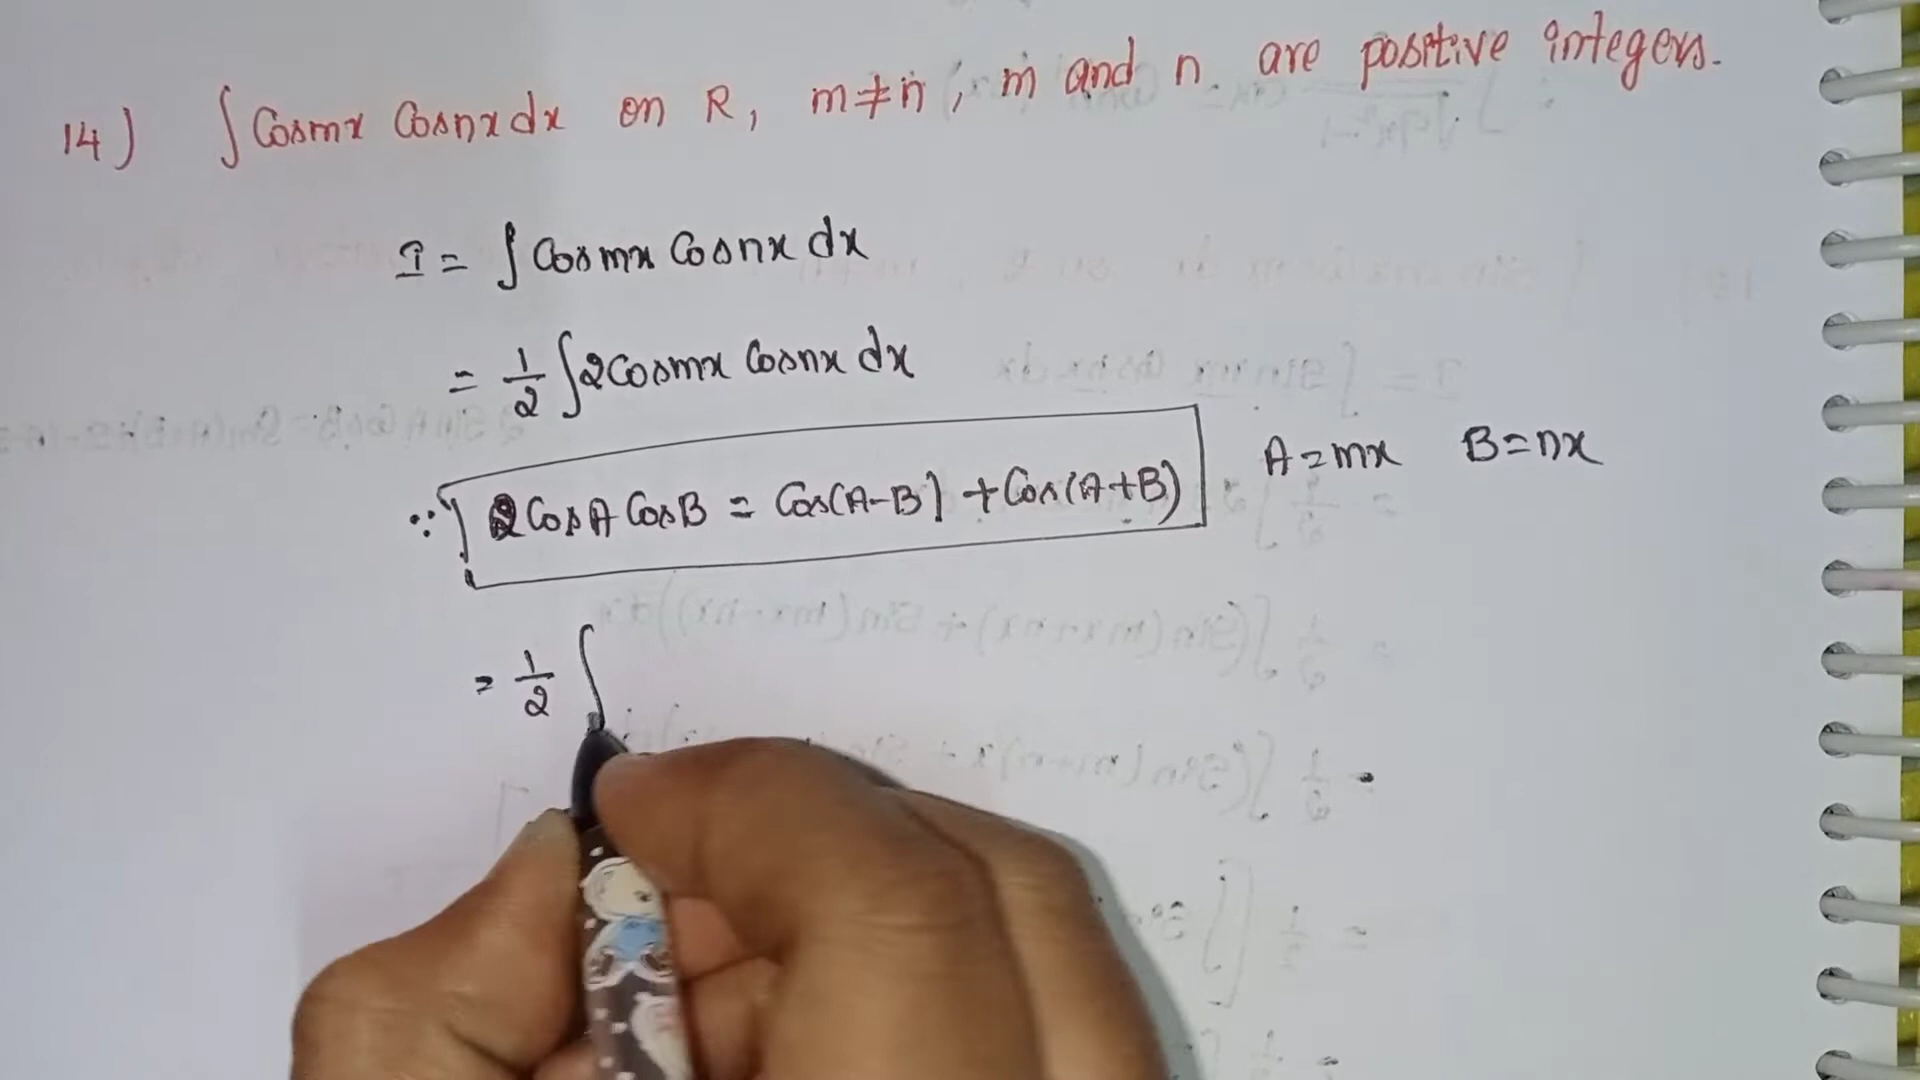 14) ∫ Cosmx Cosnx dx on R, m≠n, m and n are positive integers.
I = ∫ Cosmx Cosnx dx
= 1/2 ∫ 2Cosmx Cosnx dx
∵ 2CosA CosB = Cos(A-B) + Cos(A+B) A=mx B=nx
= 1/2 ∫